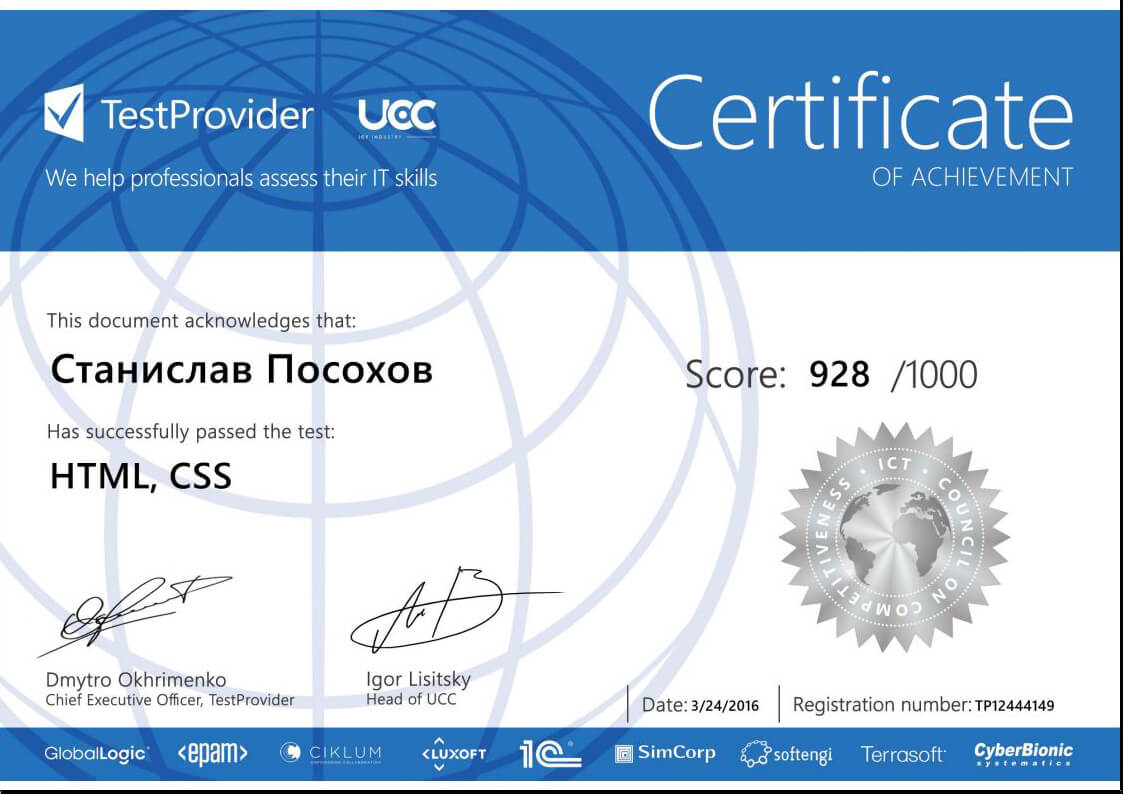 TestProvider
UCC
ICT INDUSTRY
We help professionals assess their IT skills
Certificate
OF ACHIEVEMENT
This document acknowledges that:
Станислав Посохов
Score: 928 /1000
Has successfully passed the test:
HTML, CSS
ICT • COUNCIL ON COMPETITIVENESS •
Dmytro Okhrimenko
Chief Executive Officer, TestProvider
Igor Lisitsky
Head of UCC
Date: 3/24/2016
Registration number: TP12444149
GlobalLogic®
<epam>
CIKLUM
<LUXOFT
1C®
SimCorp
softengi
Terrasoft
CyberBionic
systematics